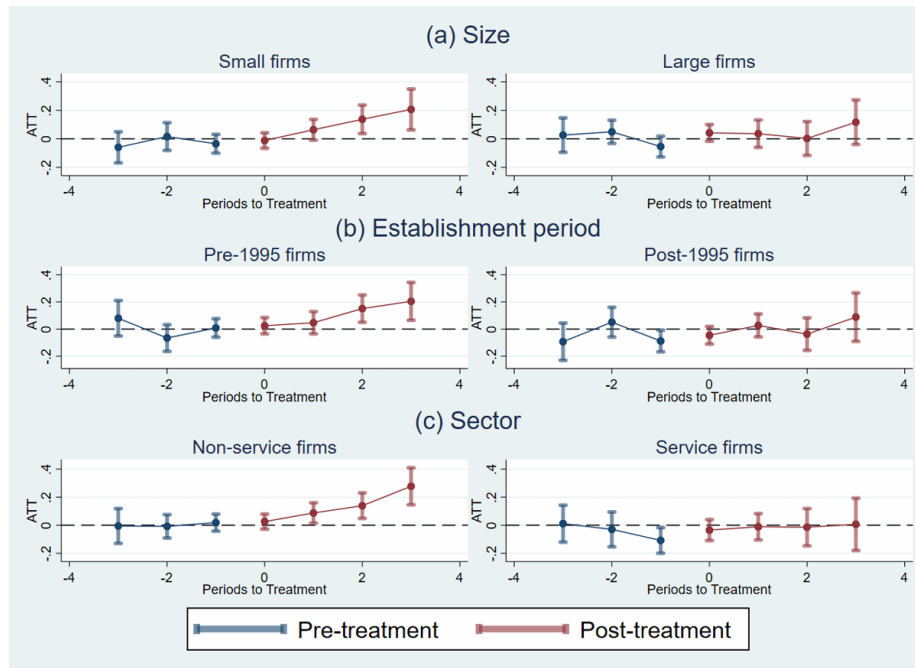 (a) Size
Small firms
Large firms
ATT
.4
.2
0
-.2
-4 -2 0 2 4
Periods to Treatment
ATT
.4
.2
0
-.2
-4 -2 0 2 4
Periods to Treatment
(b) Establishment period
Pre-1995 firms
Post-1995 firms
ATT
.4
.2
0
-.2
-4 -2 0 2 4
Periods to Treatment
ATT
.4
.2
0
-.2
-4 -2 0 2 4
Periods to Treatment
(c) Sector
Non-service firms
Service firms
ATT
.4
.2
0
-.2
-4 -2 0 2 4
Periods to Treatment
ATT
.4
.2
0
-.2
-4 -2 0 2 4
Periods to Treatment
Pre-treatment
Post-treatment